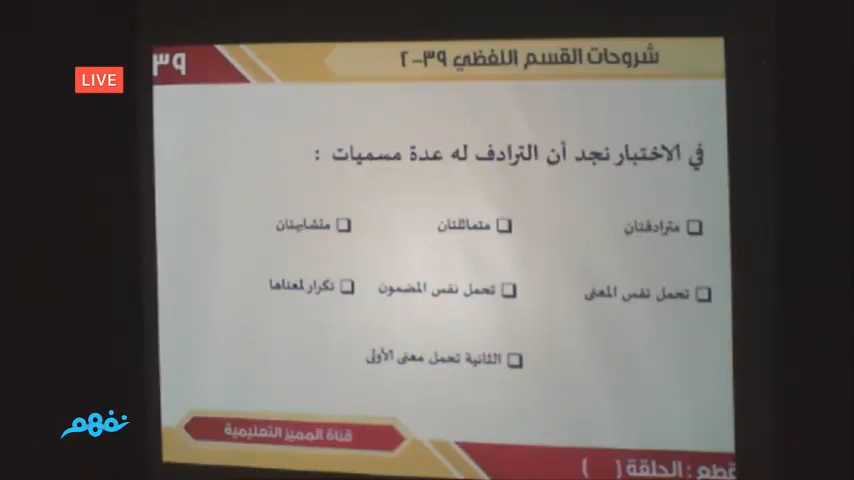 شروحات القسم اللفظي ٣٩-٢
٣٩
LIVE
في الاختبار نجد أن الترادف له عدة مسميات :
❑ مترادفتان ❑ متماثلتان ❑ متشابهتان
❑ تحمل نفس المعنى ❑ تحمل نفس المضمون ❑ تكرار لمعناها
❑ الثانية تحمل معنى الأولى
نفهم
قناة المميز التعليمية
قطع : الحلقة ( )